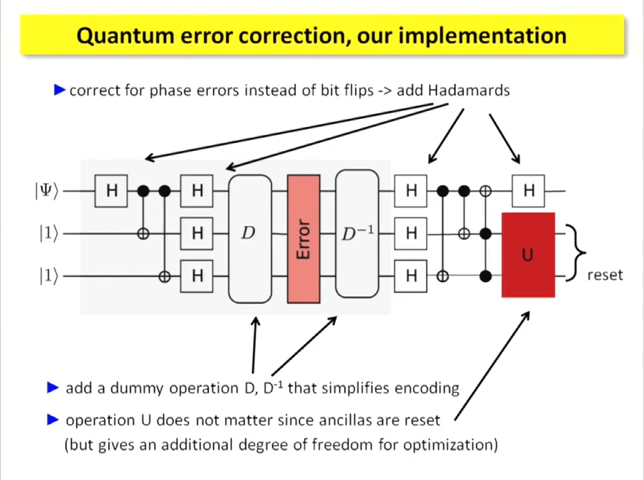 Quantum error correction, our implementation
correct for phase errors instead of bit flips -> add Hadamards
|Ψ⟩ H H H H
|1⟩ H D Error D⁻¹ H U
|1⟩ H H reset
add a dummy operation D, D⁻¹ that simplifies encoding
operation U does not matter since ancillas are reset
(but gives an additional degree of freedom for optimization)